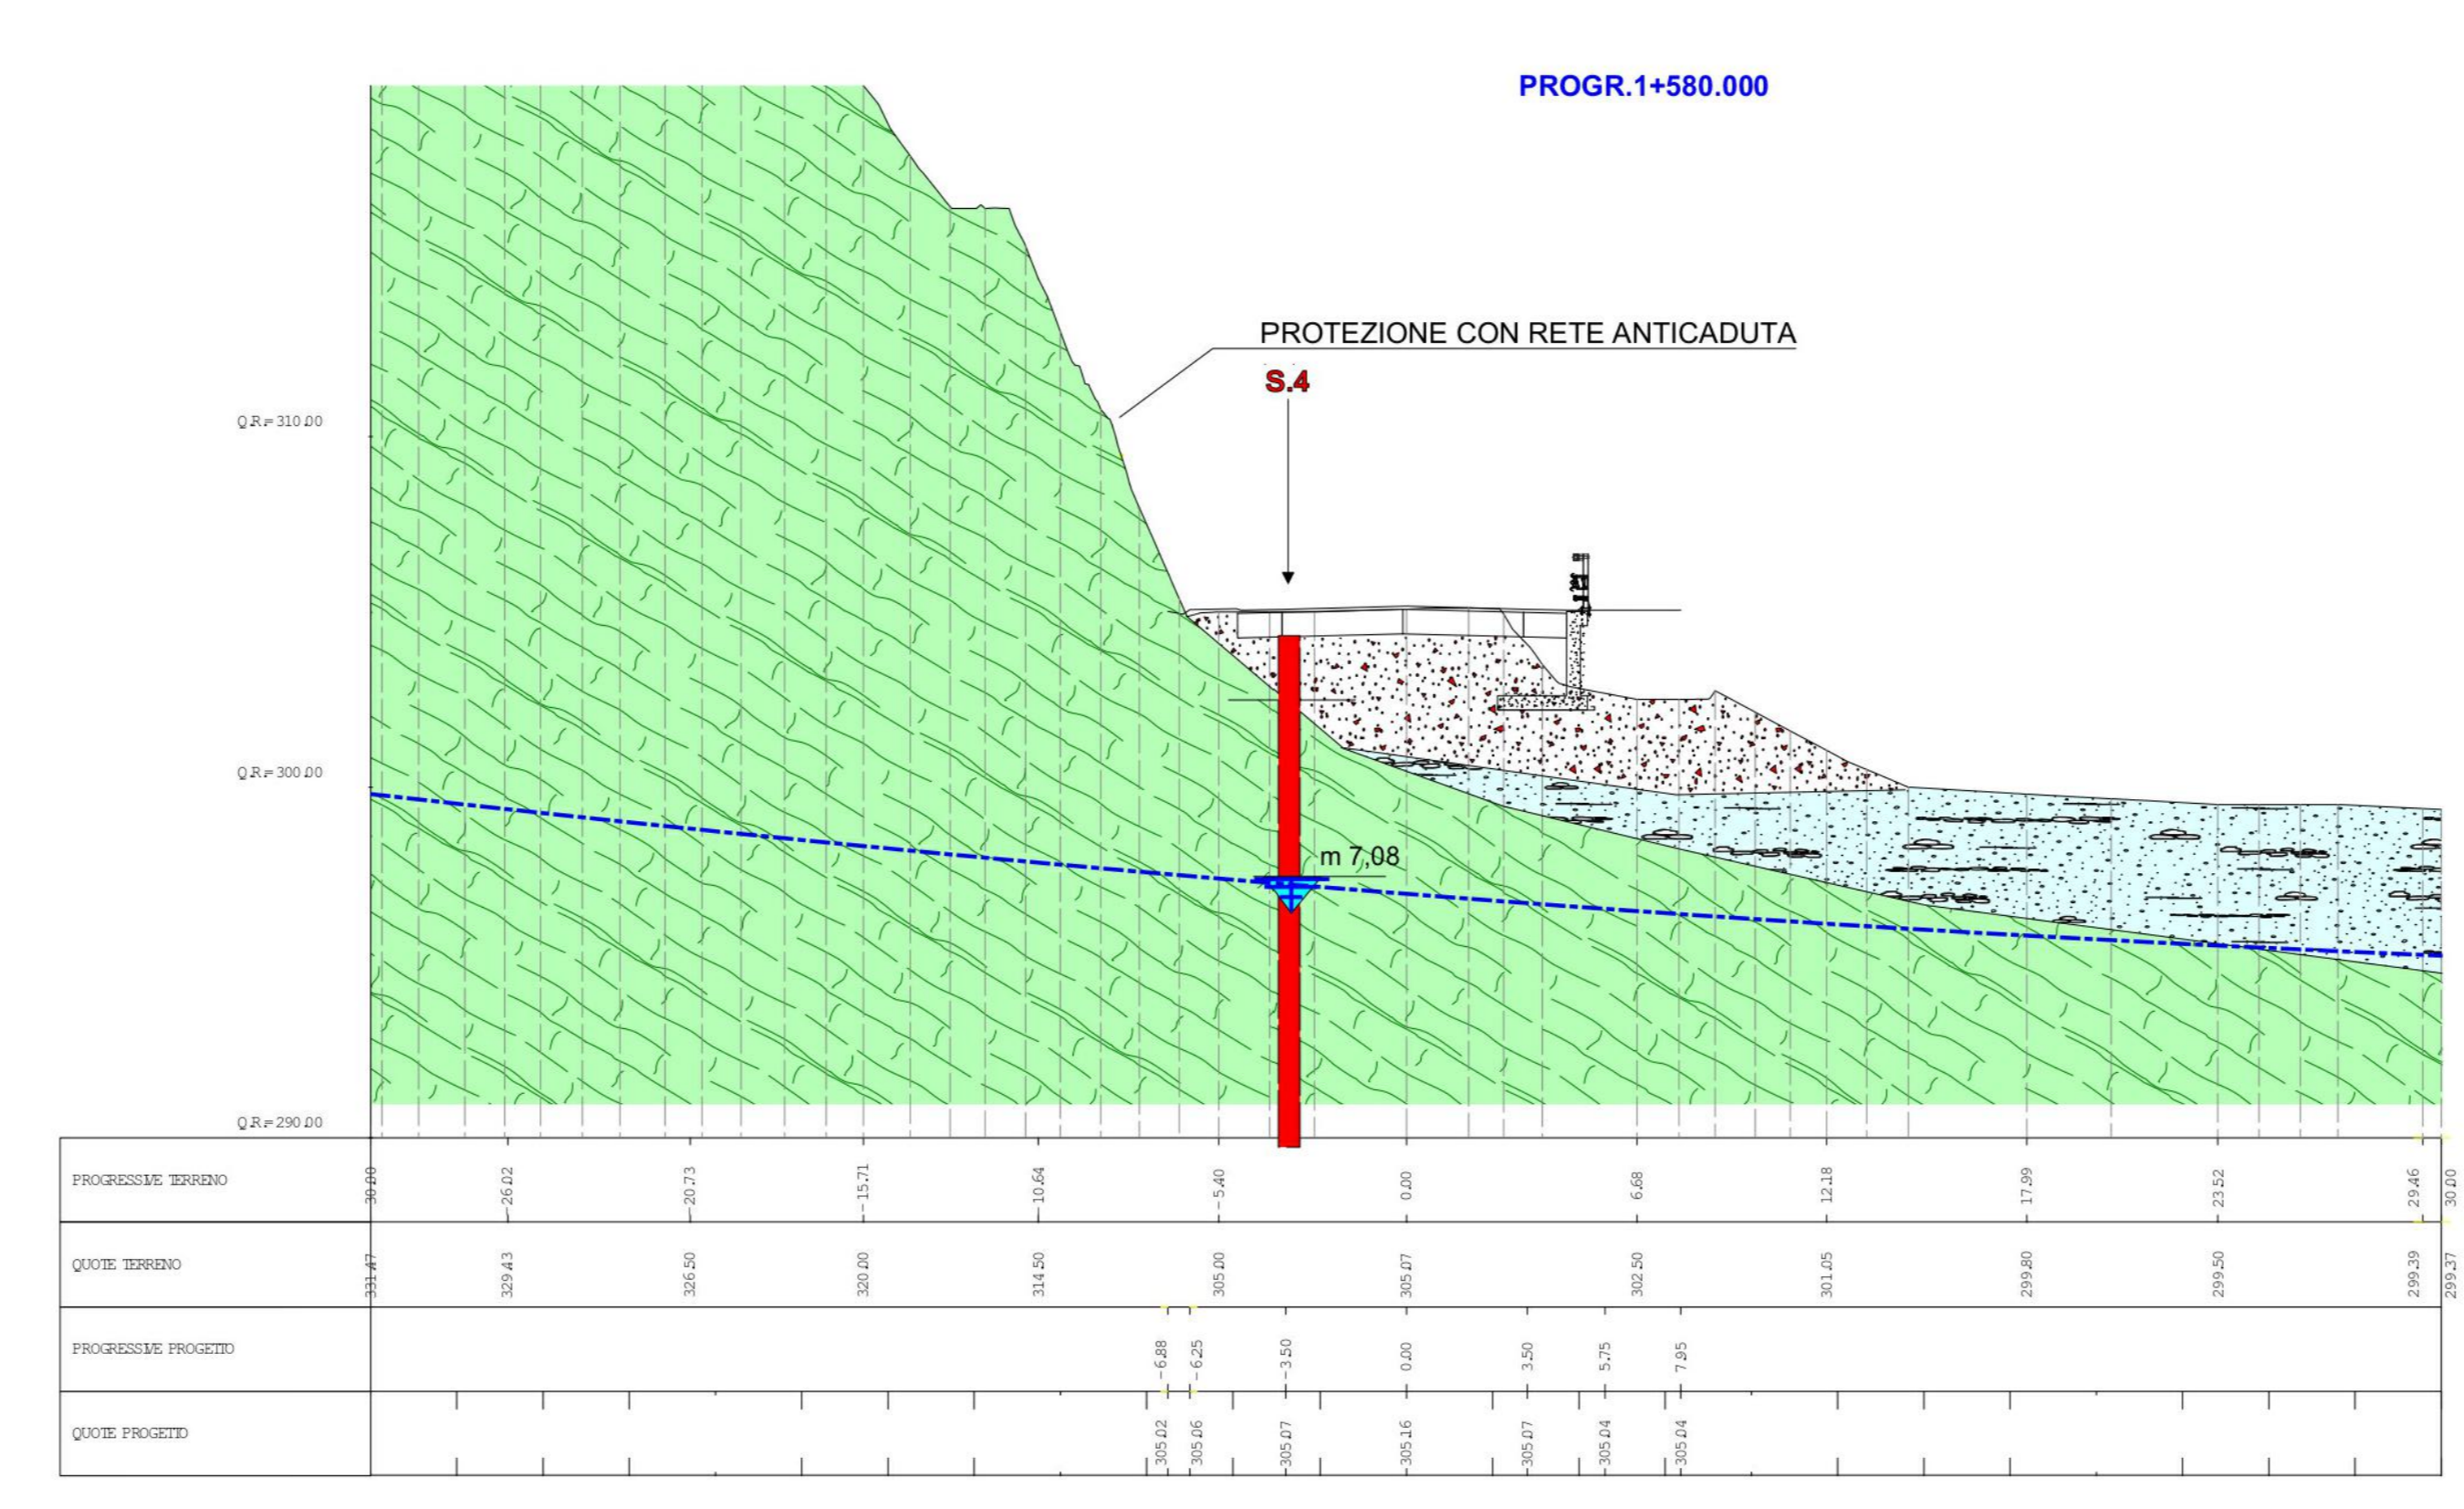 PROGR.1+580.000
PROTEZIONE CON RETE ANTICADUTA
S.4
Q.R.=310.00
Q.R.=300.00
m 7,08
Q.R.=290.00
PROGRESSIVE TERRENO -30.00 -26.02 -20.73 -15.71 -10.64 -5.40 0.00 6.68 12.18 17.99 23.52 29.46 30.00
QUOTE TERRENO 331.47 329.43 326.50 320.00 314.50 305.00 305.07 302.50 301.05 299.80 299.50 299.39 299.37
PROGRESSIVE PROGETTO -6.88 -6.25 -3.50 0.00 3.50 5.75 7.95
QUOTE PROGETTO 305.02 305.06 305.07 305.16 305.07 305.04 305.04